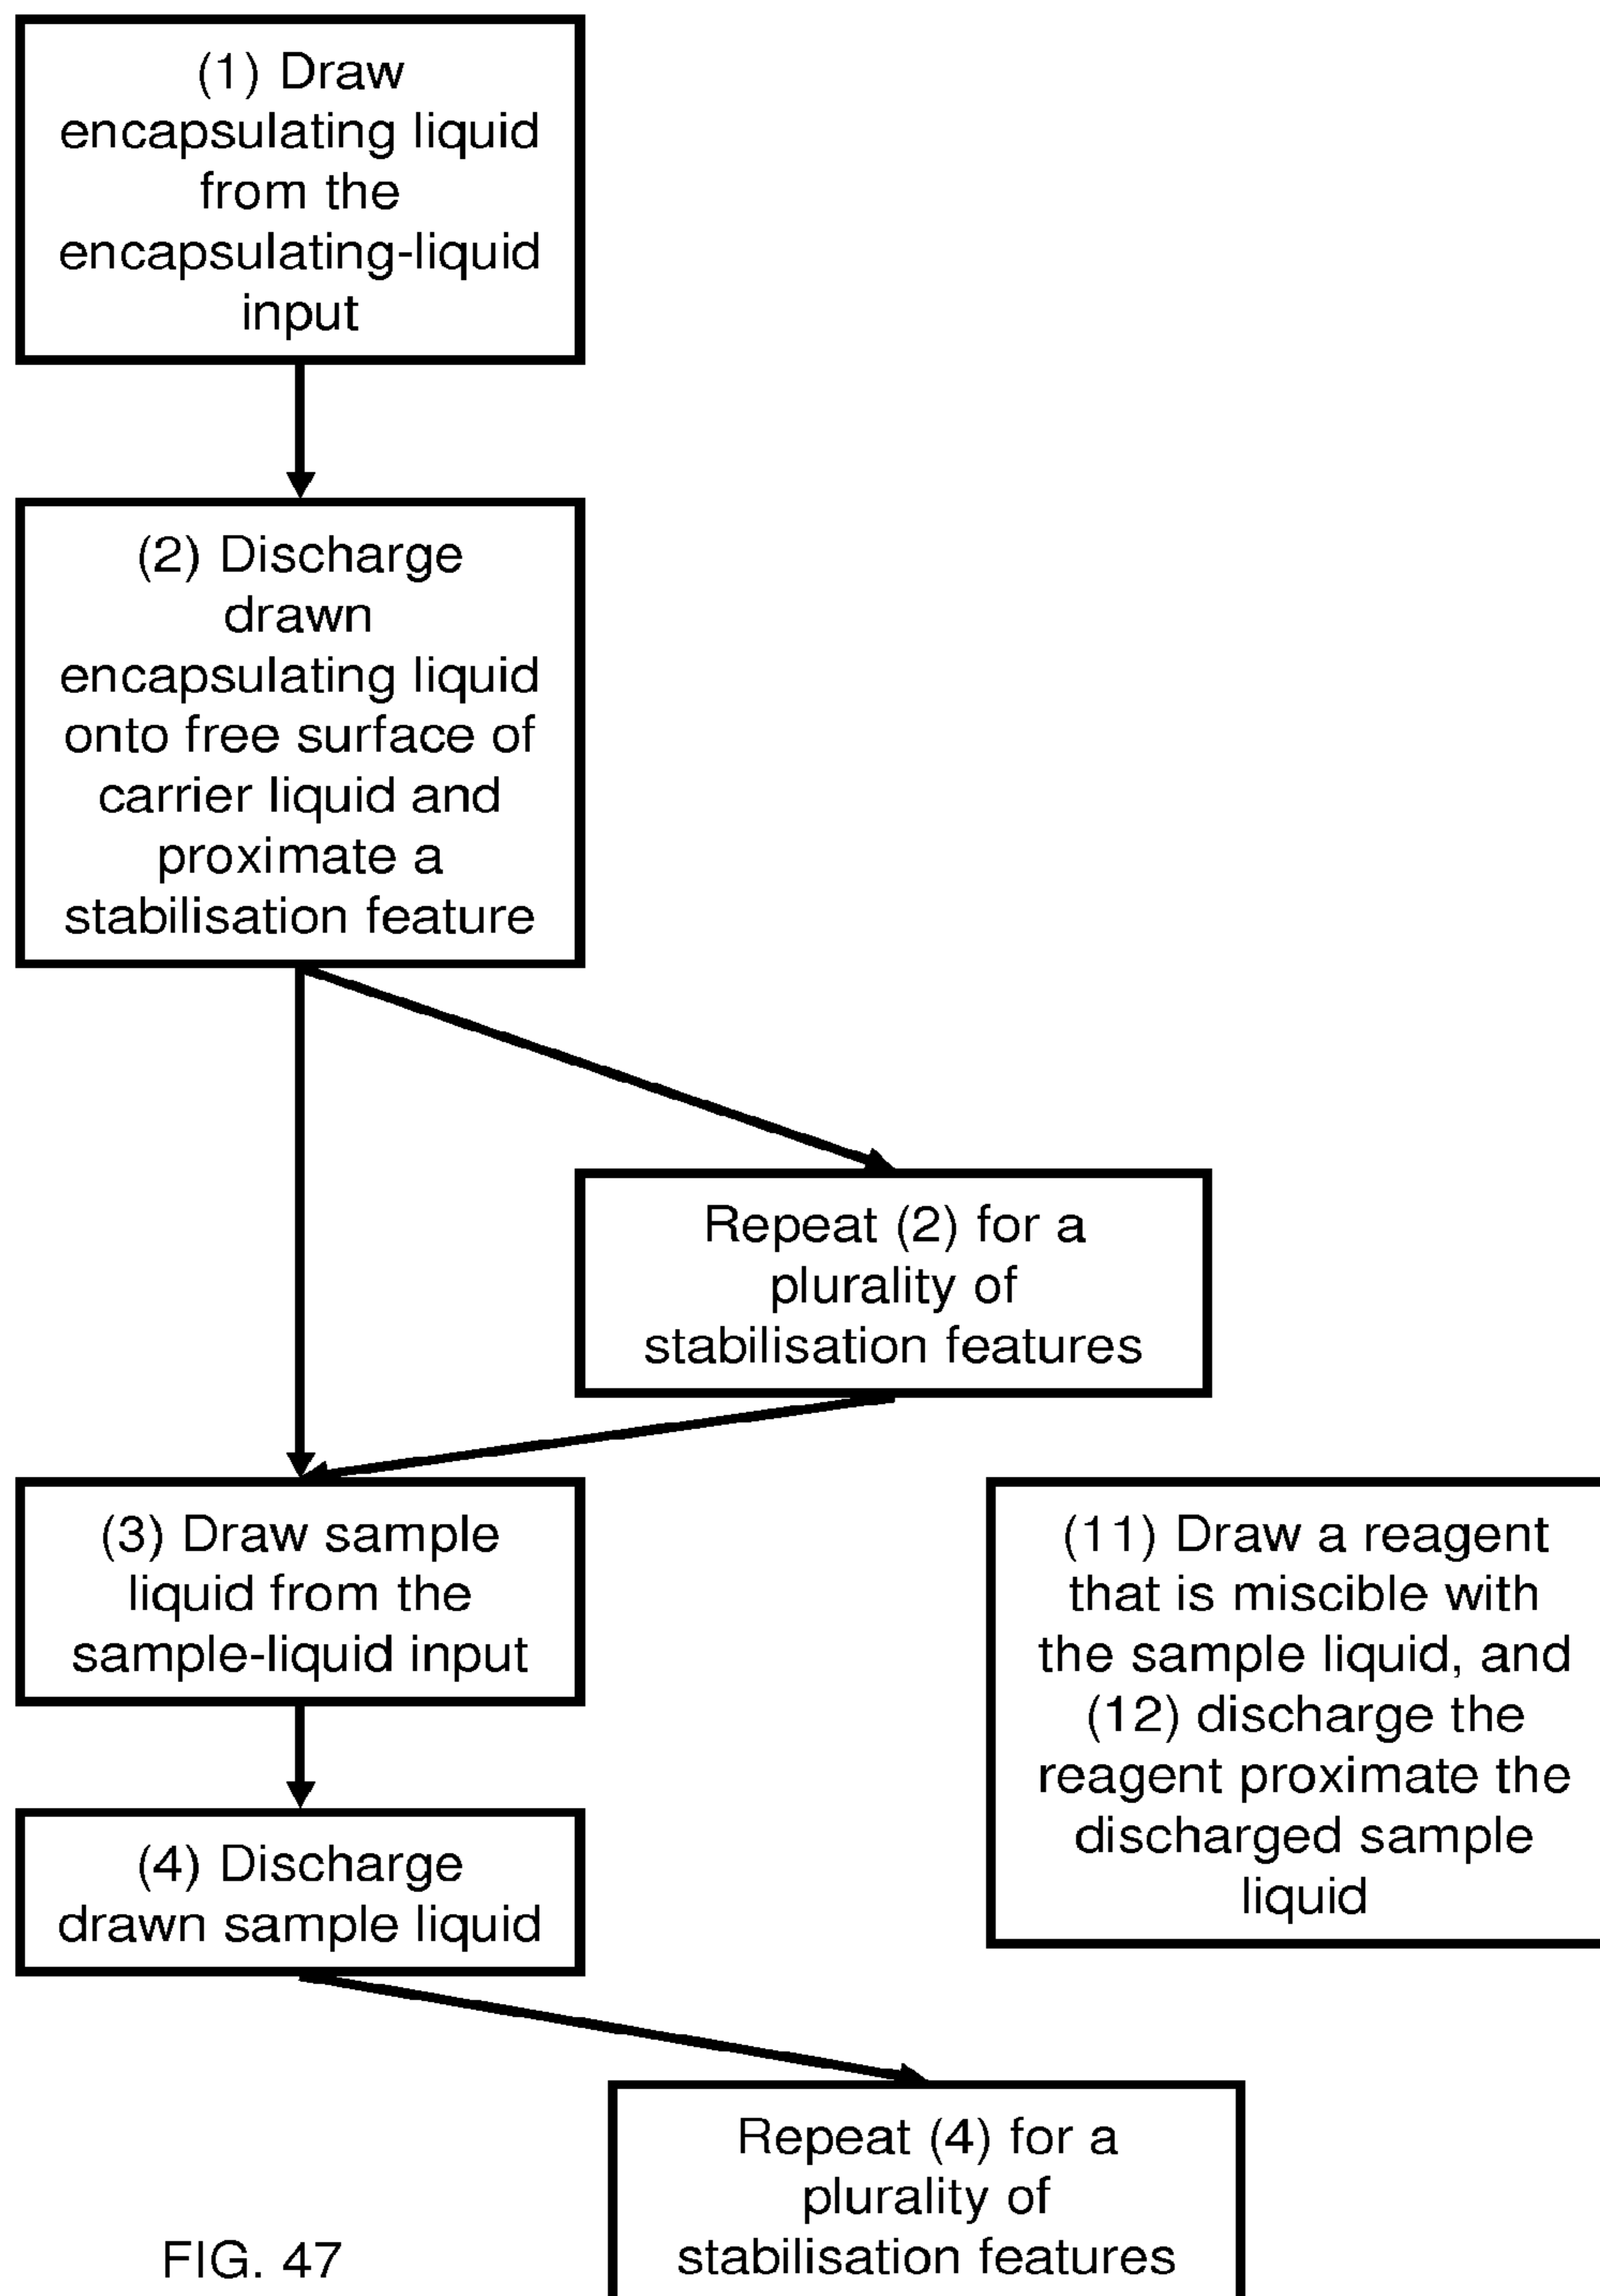 (1) Draw
encapsulating liquid
from the
encapsulating-liquid
input
(2) Discharge
drawn
encapsulating liquid
onto free surface of
carrier liquid and
proximate a
stabilisation feature
Repeat (2) for a
plurality of
stabilisation features
(3) Draw sample
liquid from the
sample-liquid input
(11) Draw a reagent
that is miscible with
the sample liquid, and
(12) discharge the
reagent proximate the
discharged sample
liquid
(4) Discharge
drawn sample liquid
Repeat (4) for a
plurality of
stabilisation features
FIG. 47